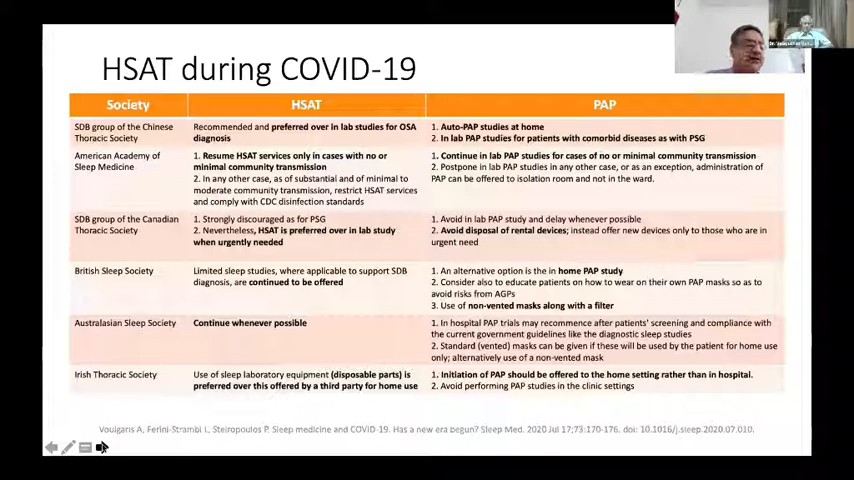 HSAT during COVID-19
Society
HSAT
PAP
SDB group of the Chinese
Thoracic Society
Recommended and preferred over in lab studies for OSA
diagnosis
1. Auto-PAP studies at home
2. In lab PAP studies for patients with comorbid diseases as with PSG
American Academy of
Sleep Medicine
1. Resume HSAT services only in cases with no or
minimal community transmission
2. In any other case, as of substantial and of minimal to
moderate community transmission, restrict HSAT services
and comply with CDC disinfection standards
1. Continue in lab PAP studies for cases of no or minimal community transmission
2. Postpone in lab PAP studies in any other case, or as an exception, administration of
PAP can be offered to isolation room and not in the ward.
SDB group of the Canadian
Thoracic Society
1. Strongly discouraged as for PSG
2. Nevertheless, HSAT is preferred over in lab study
when urgently needed
1. Avoid in lab PAP study and delay whenever possible
2. Avoid disposal of rental devices; instead offer new devices only to those who are in
urgent need
British Sleep Society
Limited sleep studies, where applicable to support SDB
diagnosis, are continued to be offered
1. An alternative option is the in home PAP study
2. Consider also to educate patients on how to wear on their own PAP masks so as to
avoid risks from AGPs
3. Use of non-vented masks along with a filter
Australasian Sleep Society
Continue whenever possible
1. In hospital PAP trials may recommence after patients' screening and compliance with
the current government guidelines like the diagnostic sleep studies
2. Standard (vented) masks can be given if these will be used by the patient for home use
only; alternatively use of a non-vented mask
Irish Thoracic Society
Use of sleep laboratory equipment (disposable parts) is
preferred over this offered by a third party for home use
1. Initiation of PAP should be offered to the home setting rather than in hospital.
2. Avoid performing PAP studies in the clinic settings
Vougas A, Ferini-Strambi L, Steiropoulos P. Sleep medicine and COVID-19. Has a new era begun? Sleep Med. 2020 Jul 17;73:170-176. doi: 10.1016/j.sleep.2020.07.010.